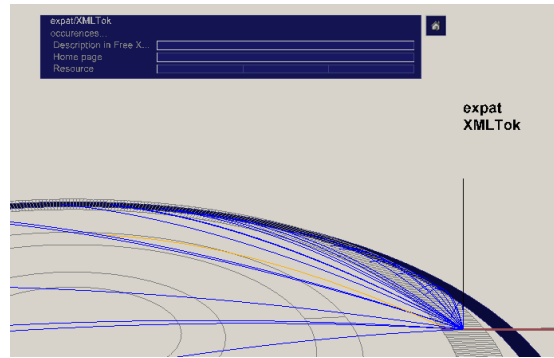 expat/XMLTok
occurences...
Description in Free X...
Home page
Resource
expat
XMLTok